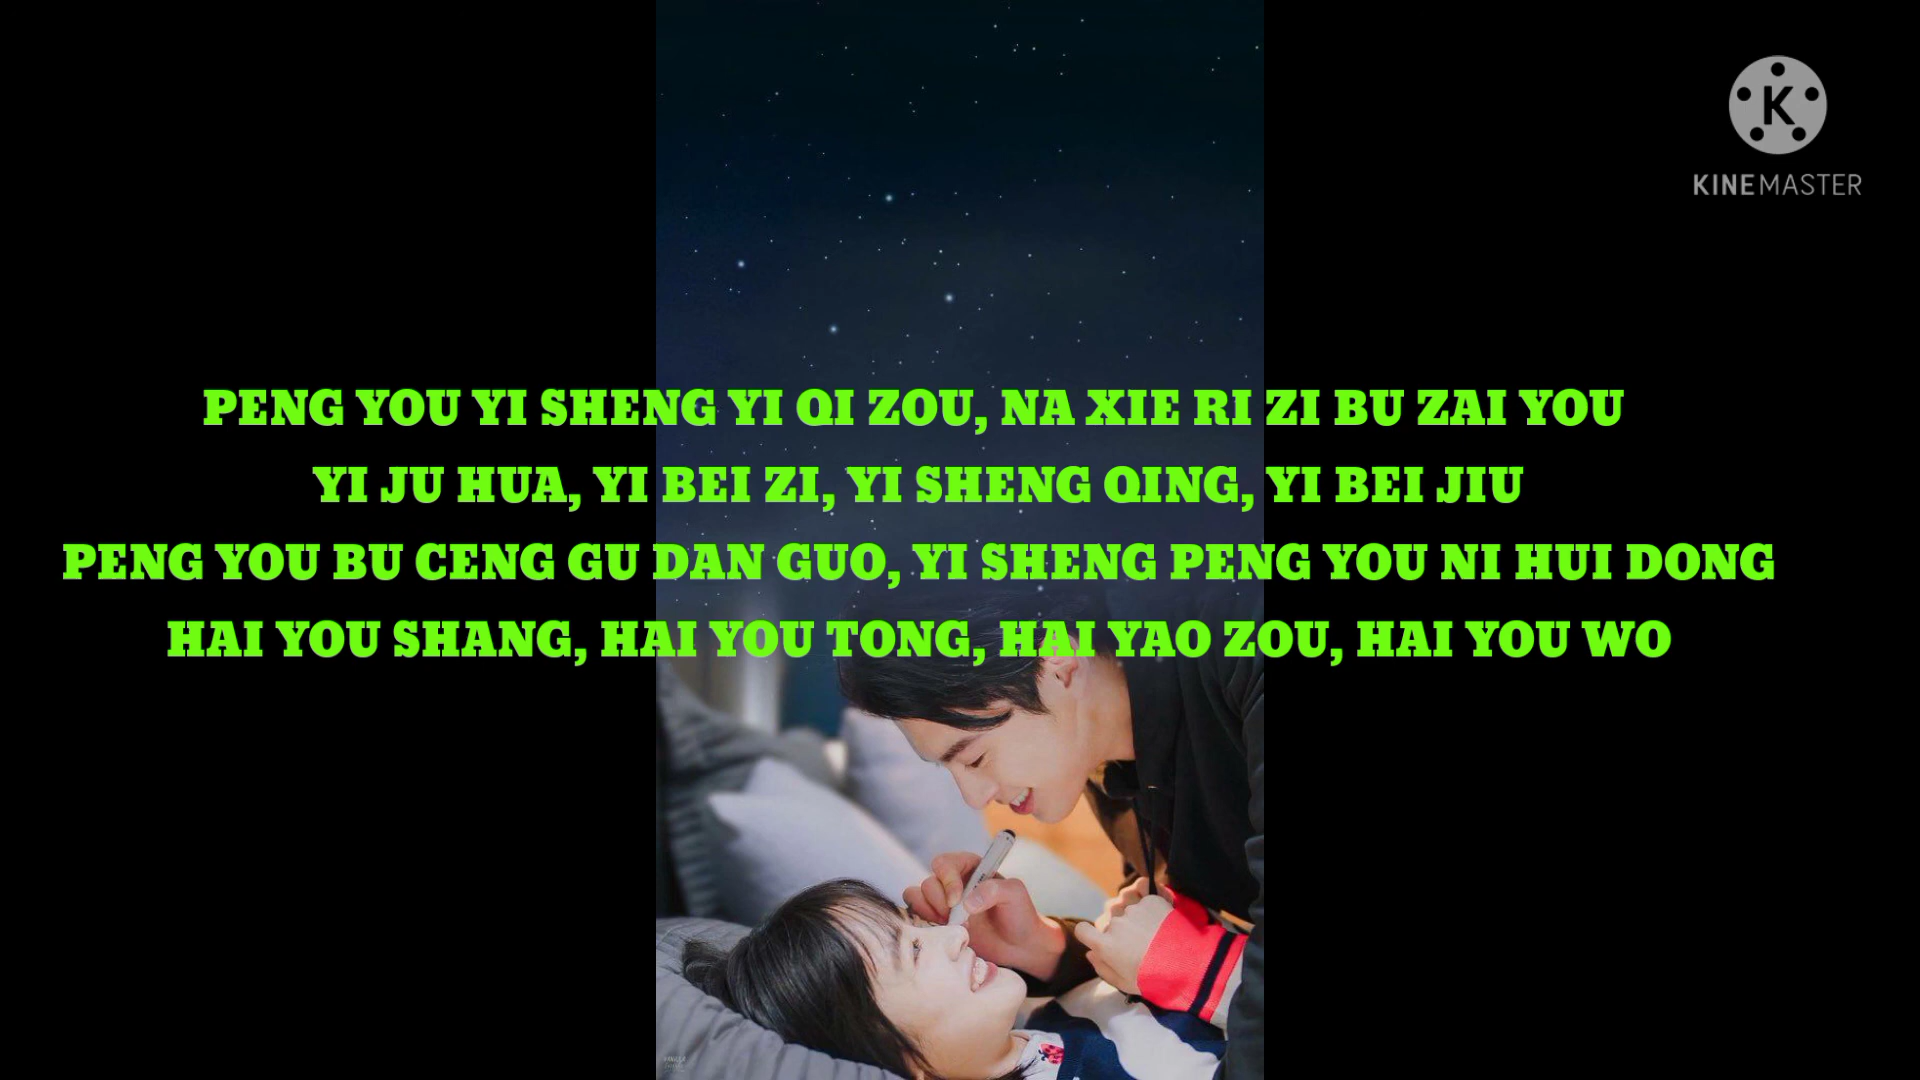 KINEMASTER
PENG YOU YI SHENG YI QI ZOU, NA XIE RI ZI BU ZAI YOU
YI JU HUA, YI BEI ZI, YI SHENG QING, YI BEI JIU
PENG YOU BU CENG GU DAN GUO, YI SHENG PENG YOU NI HUI DONG
HAI YOU SHANG, HAI YOU TONG, HAI YAO ZOU, HAI YOU WO